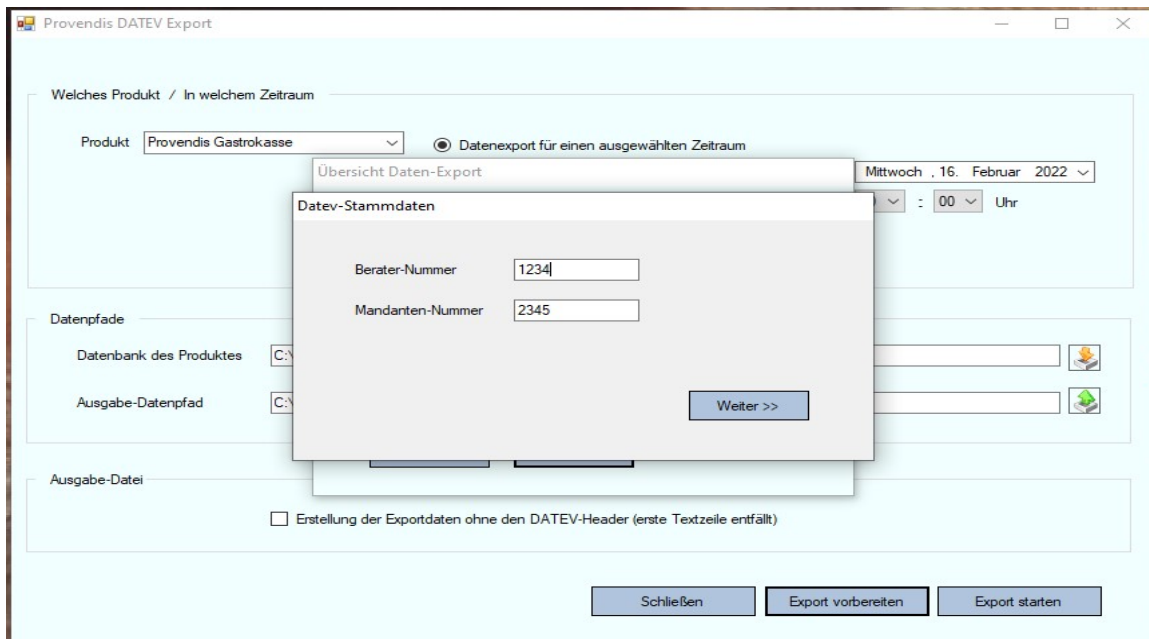 Provendis DATEV Export
Welches Produkt / In welchem Zeitraum
Produkt Provendis Gastrokasse Datenexport für einen ausgewählten Zeitraum
Übersicht Daten-Export Mittwoch , 16. Februar 2022
Datev-Stammdaten : 00 Uhr
Berater-Nummer 1234
Mandanten-Nummer 2345
Datenpfade
Datenbank des Produktes C:\
Ausgabe-Datenpfad C:\
Weiter >>
Ausgabe-Datei
Erstellung der Exportdaten ohne den DATEV-Header (erste Textzeile entfällt)
Schließen Export vorbereiten Export starten